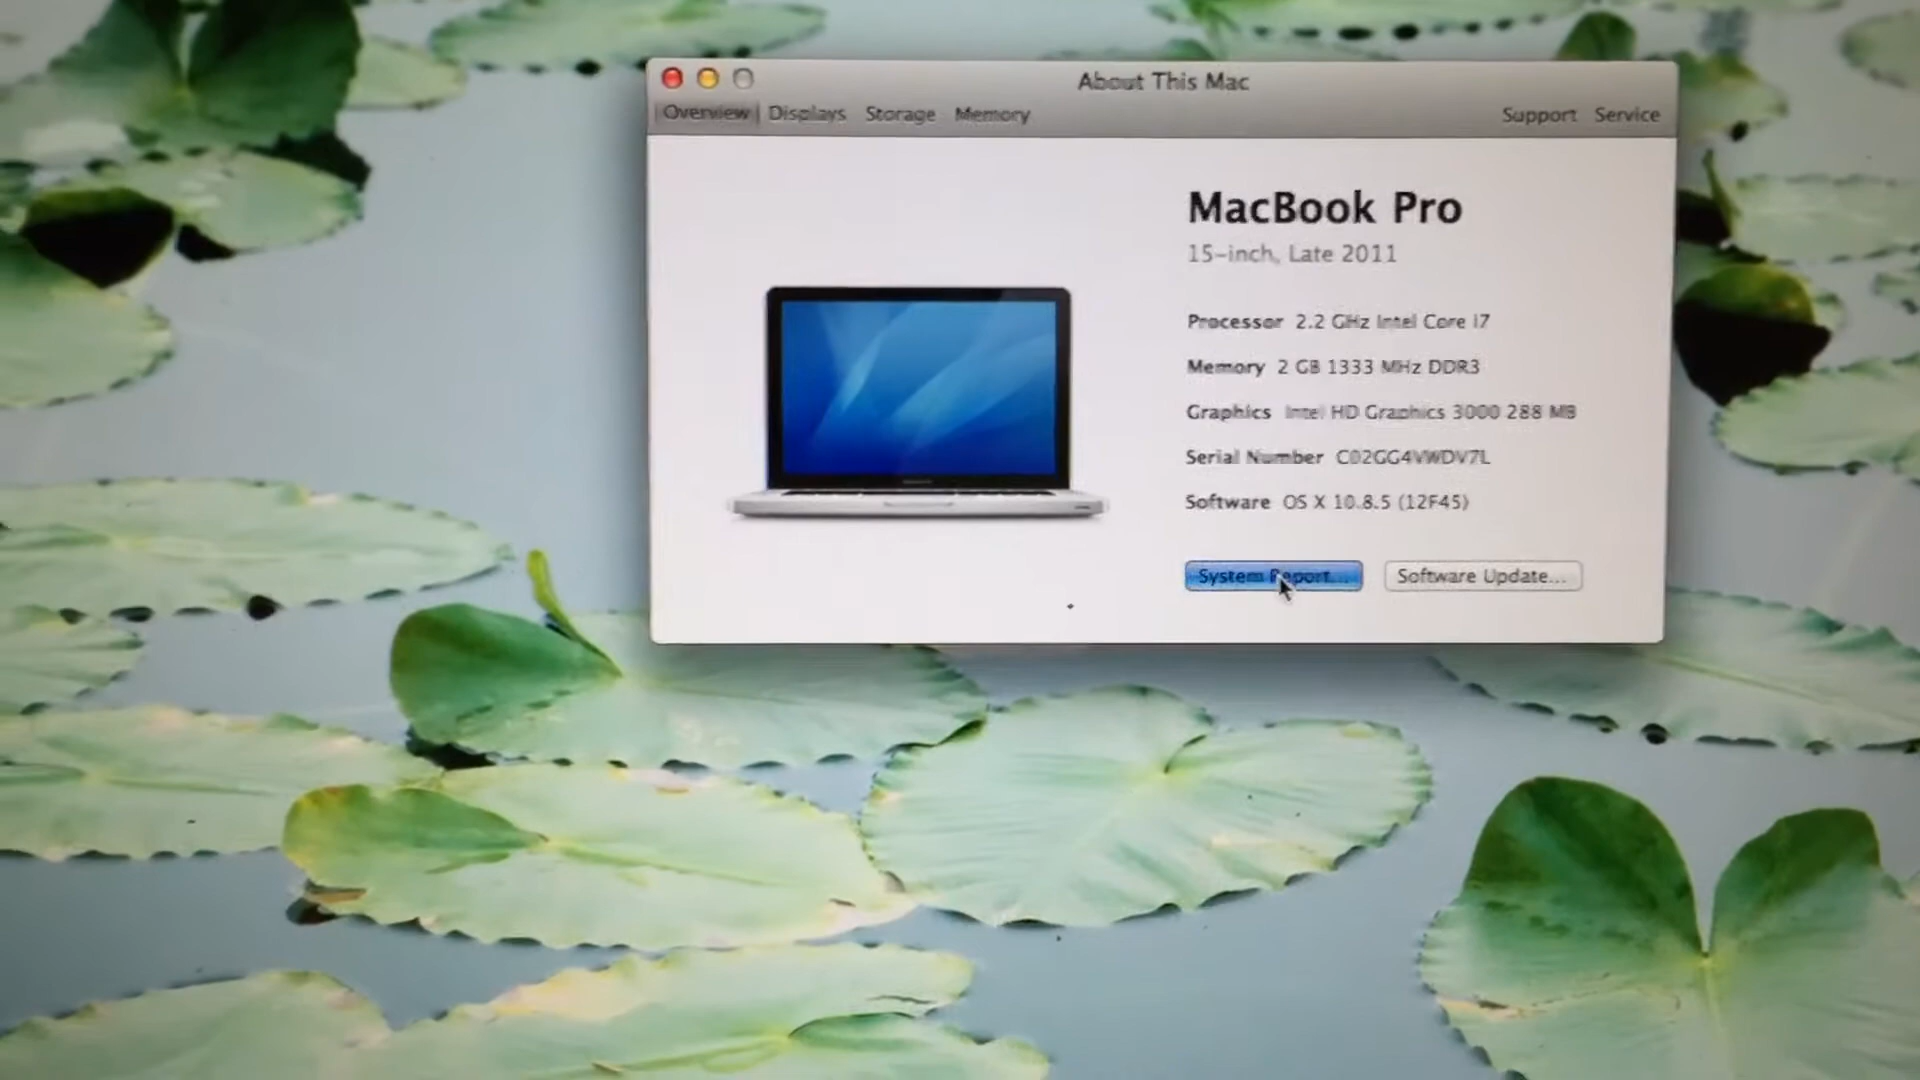 About This Mac
Overview Displays Storage Memory Support Service
MacBook Pro
15-inch, Late 2011
Processor 2.2 GHz Intel Core i7
Memory 2 GB 1333 MHz DDR3
Graphics Intel HD Graphics 3000 288 MB
Serial Number C02GG4VWDV7L
Software OS X 10.8.5 (12F45)
System Report... Software Update...